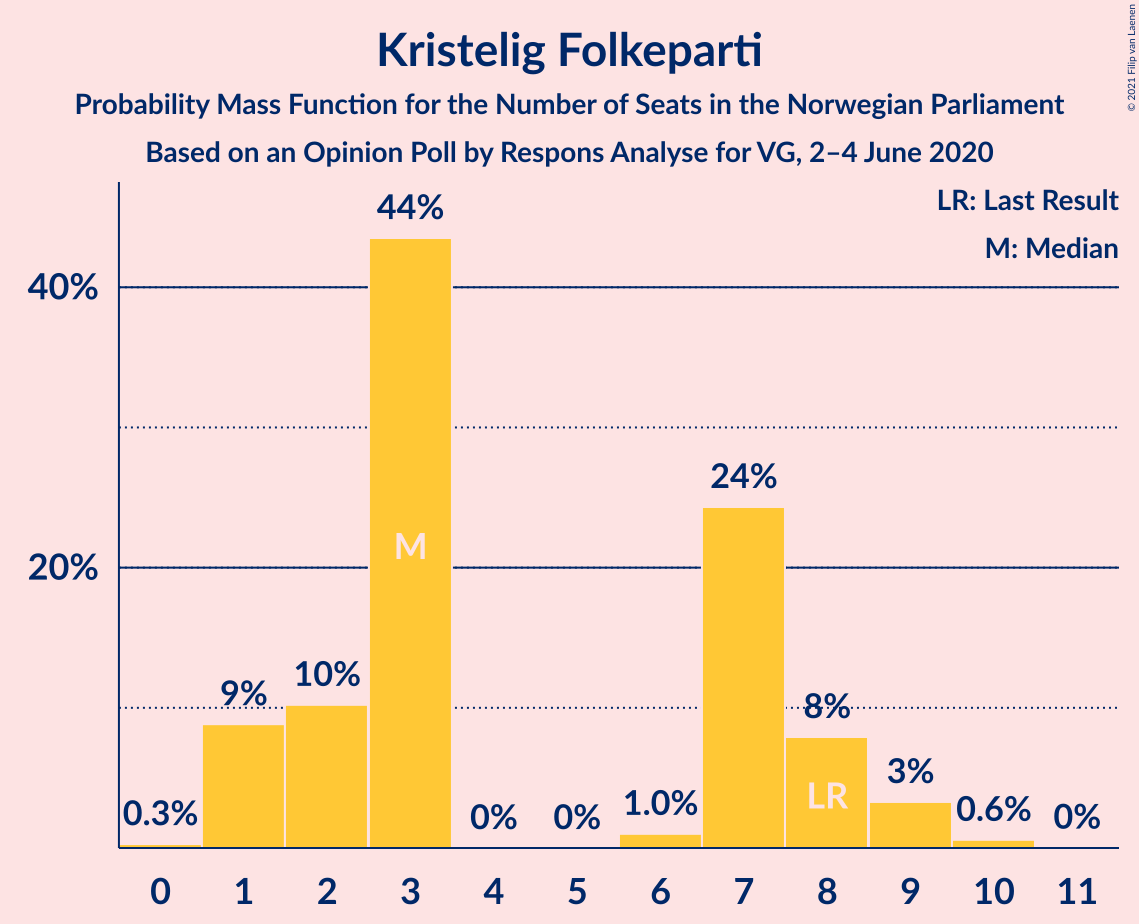 © 2021 Filip van Laenen
Kristelig Folkeparti
Probability Mass Function for the Number of Seats in the Norwegian Parliament
Based on an Opinion Poll by Respons Analyse for VG, 2–4 June 2020
LR: Last Result
M: Median
40%
20%
0.3%
9%
10%
44%
M
0%
0%
1.0%
24%
8%
LR
3%
0.6%
0%
0 1 2 3 4 5 6 7 8 9 10 11